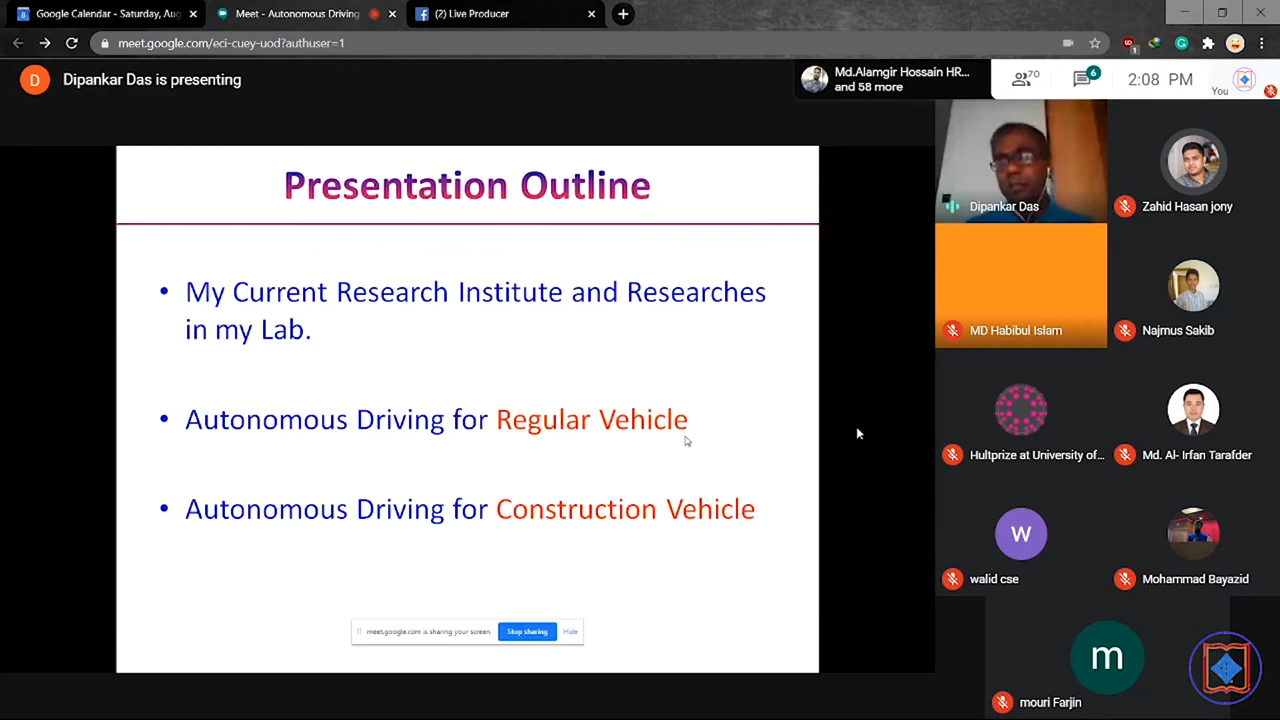 Google Calendar - Saturday, Aug
Meet - Autonomous Driving
(2) Live Producer
meet.google.com/eci-cuey-uod?authuser=1
D
Dipankar Das is presenting
Md.Alamgir Hossain HR...
and 58 more
70
6
2:08 PM
You
Presentation Outline
• My Current Research Institute and Researches
in my Lab.
• Autonomous Driving for Regular Vehicle
• Autonomous Driving for Construction Vehicle
meet.google.com is sharing your screen.
Stop sharing
Hide
Dipankar Das
Zahid Hasan jony
MD Habibul Islam
Najmus Sakib
Hultprize at University of...
Md. Al- Irfan Tarafder
W
walid cse
Mohammad Bayazid
m
mouri Farjin